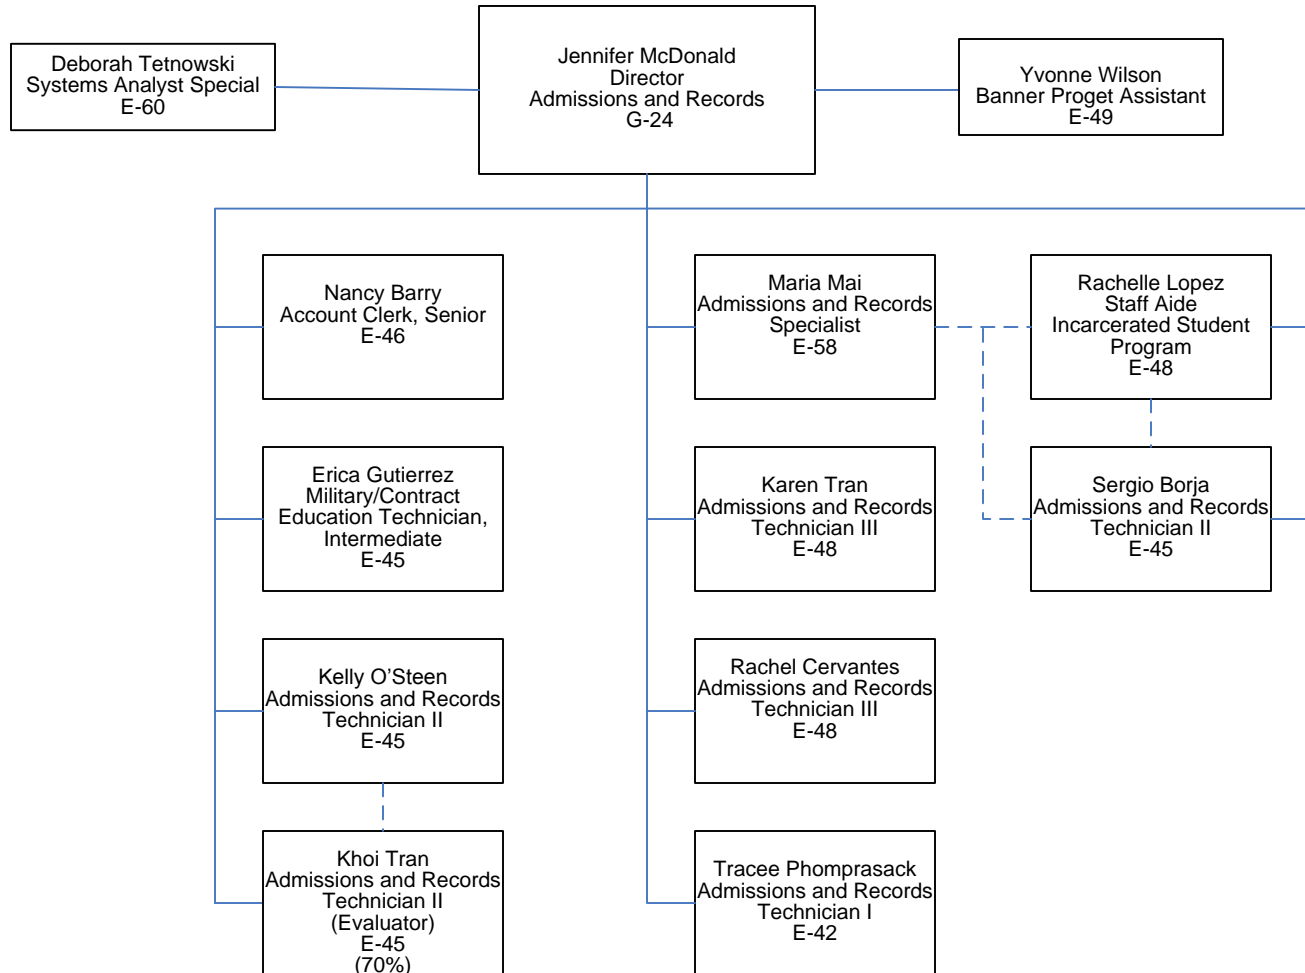 Deborah Tetnowski
Systems Analyst Special
E-60
Jennifer McDonald
Director
Admissions and Records
G-24
Yvonne Wilson
Banner Proget Assistant
E-49
Nancy Barry
Account Clerk, Senior
E-46
Maria Mai
Admissions and Records
Specialist
E-58
Rachelle Lopez
Staff Aide
Incarcerated Student
Program
E-48
Erica Gutierrez
Military/Contract
Education Technician,
Intermediate
E-45
Karen Tran
Admissions and Records
Technician III
E-48
Sergio Borja
Admissions and Records
Technician II
E-45
Kelly O’Steen
Admissions and Records
Technician II
E-45
Rachel Cervantes
Admissions and Records
Technician III
E-48
Khoi Tran
Admissions and Records
Technician II
(Evaluator)
E-45
(70%)
Tracee Phomprasack
Admissions and Records
Technician I
E-42